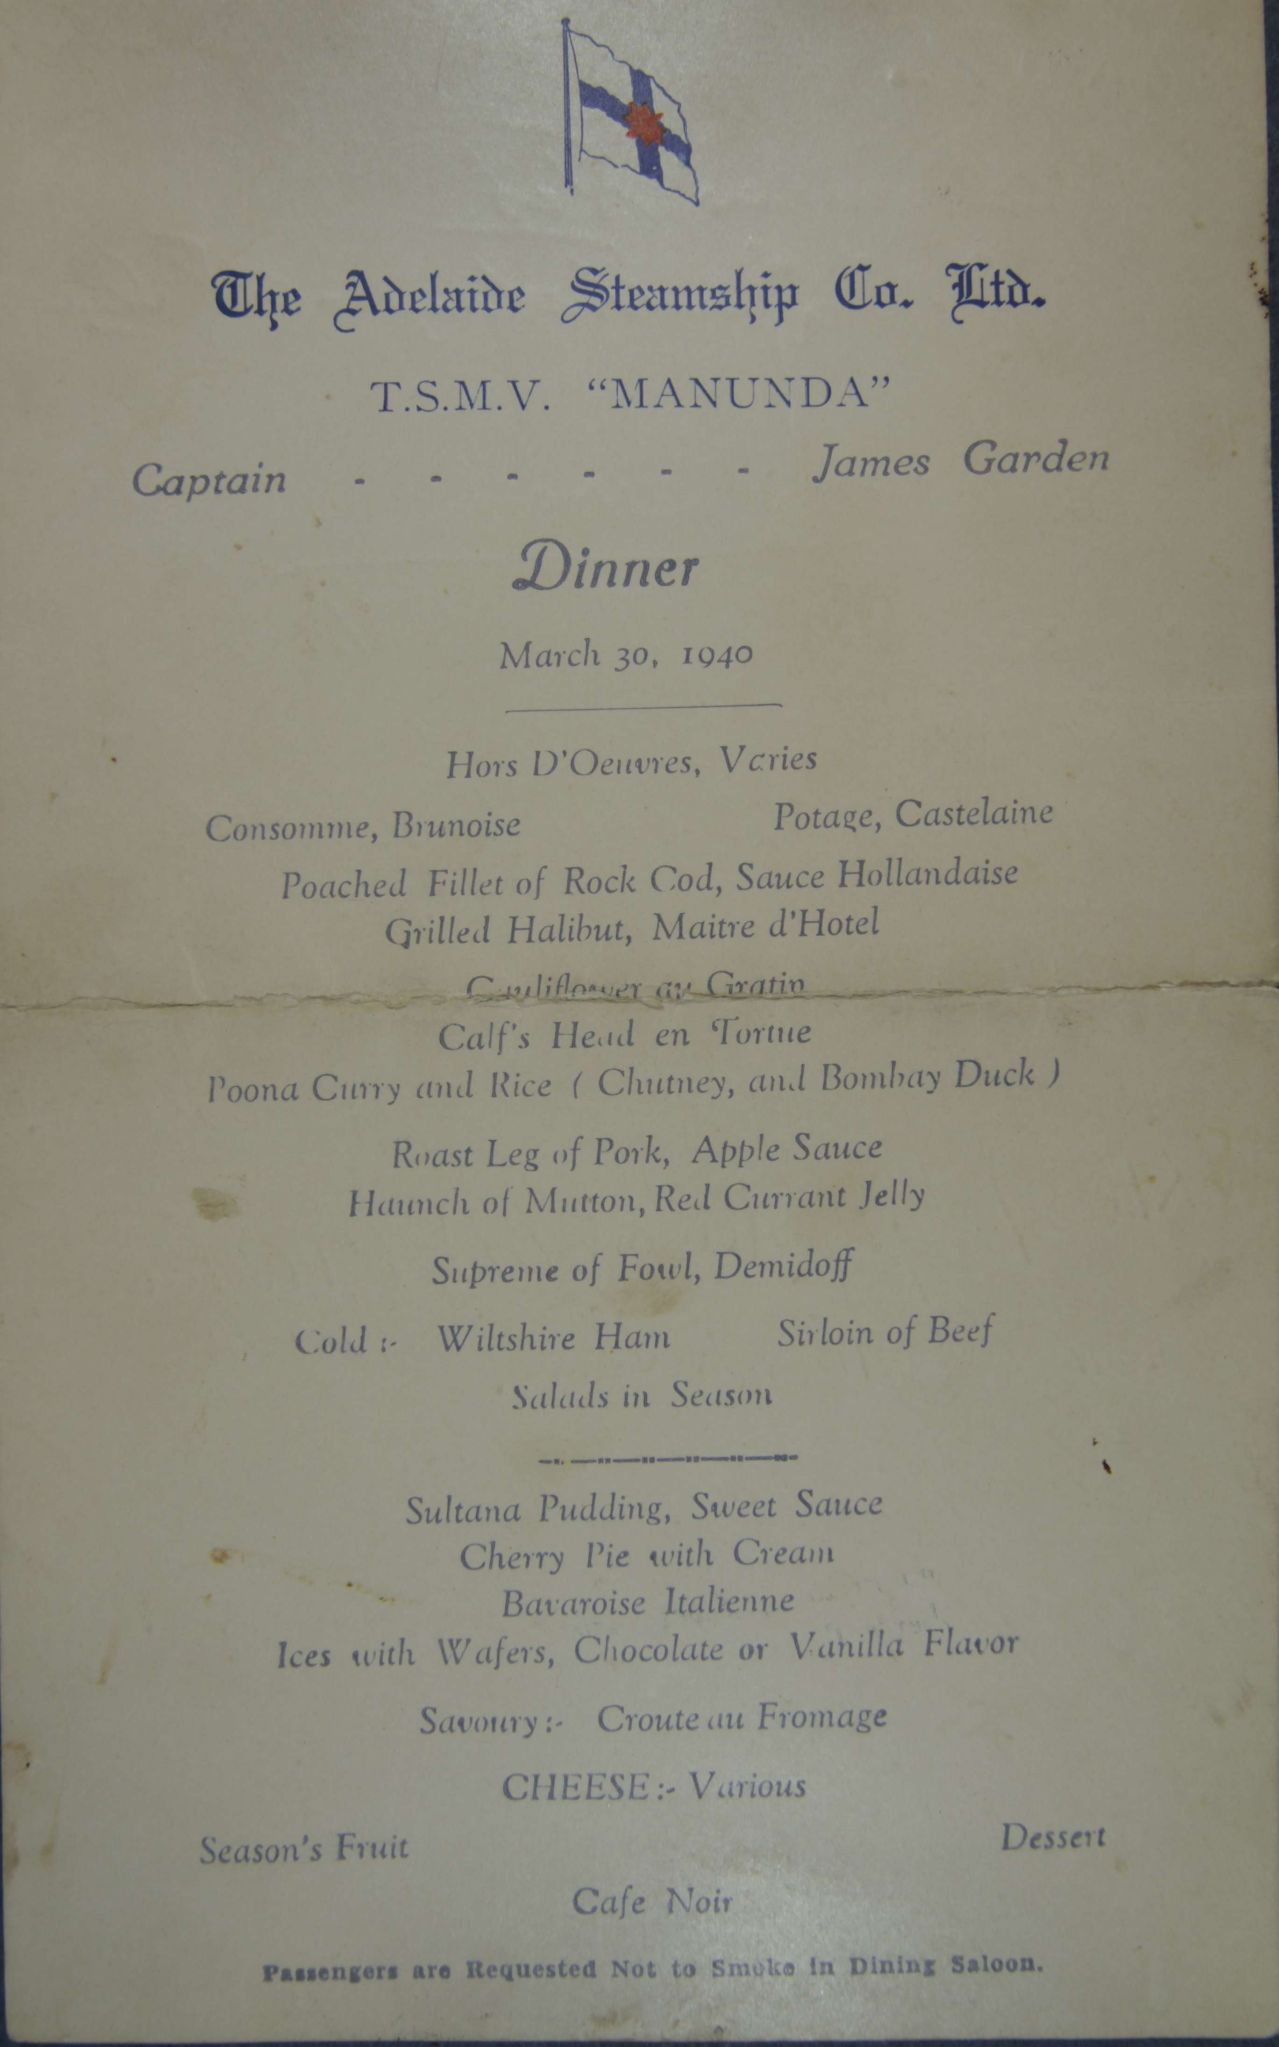 The Adelaide Steamship Co. Ltd.
T.S.M.V. "MANUNDA"
Captain - - - - - - James Garden
Dinner
March 30, 1940
Hors D'Oeuvres, Varies
Consomme, Brunoise Potage, Castelaine
Poached Fillet of Rock Cod, Sauce Hollandaise
Grilled Halibut, Maitre d'Hotel
Cauliflower au Gratin
Calf's Head en Tortue
Poona Curry and Rice ( Chutney, and Bombay Duck )
Roast Leg of Pork, Apple Sauce
Haunch of Mutton, Red Currant Jelly
Supreme of Fowl, Demidoff
Cold :- Wiltshire Ham Sirloin of Beef
Salads in Season
Sultana Pudding, Sweet Sauce
Cherry Pie with Cream
Bavaroise Italienne
Ices with Wafers, Chocolate or Vanilla Flavor
Savoury :- Croute au Fromage
CHEESE :- Various
Season's Fruit Dessert
Cafe Noir
Passengers are Requested Not to Smoke in Dining Saloon.